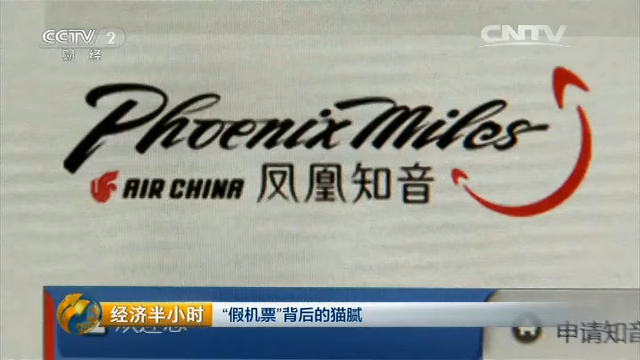 CCTV 2
财 经
CNTV
Phoenix Miles
AIR CHINA 凤凰知音
经济半小时 "假机票"背后的猫腻
申请知音